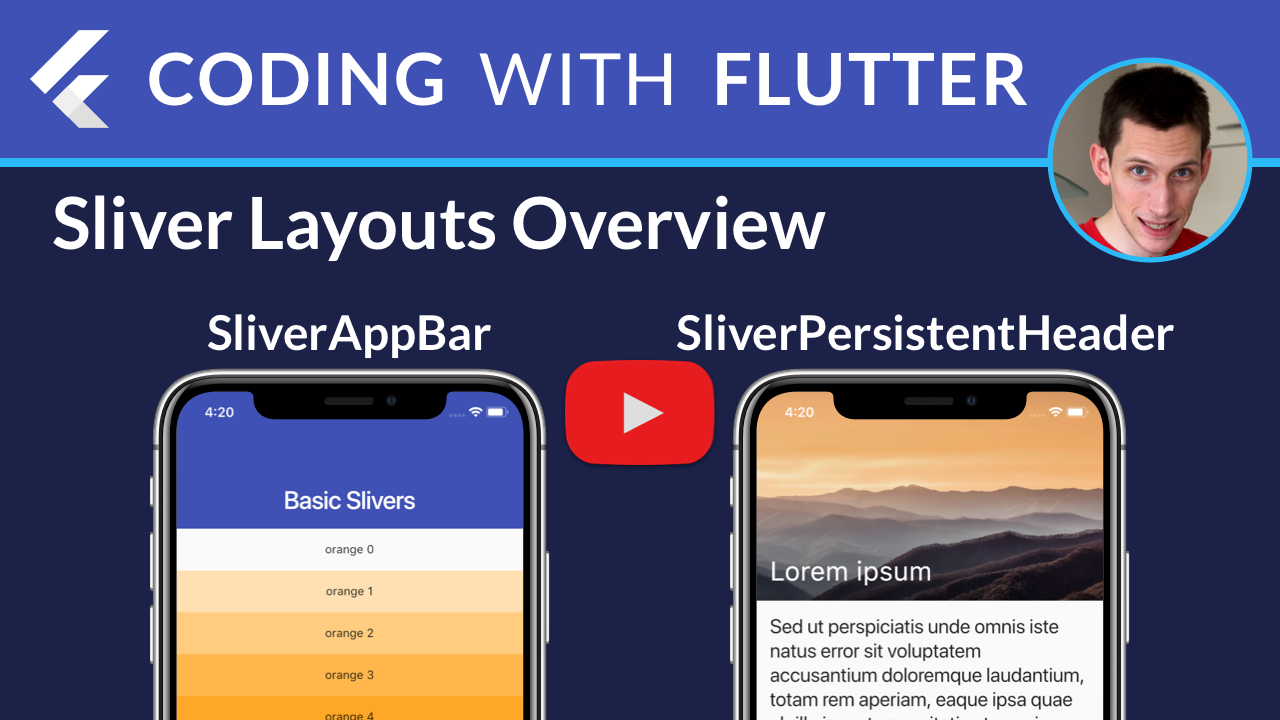 CODING WITH FLUTTER
Sliver Layouts Overview
SliverAppBar
SliverPersistentHeader
4:20
Basic Slivers
orange 0
orange 1
orange 2
orange 3
orange 4
4:20
Lorem ipsum
Sed ut perspiciatis unde omnis iste
natus error sit voluptatem
accusantium doloremque laudantium,
totam rem aperiam, eaque ipsa quae